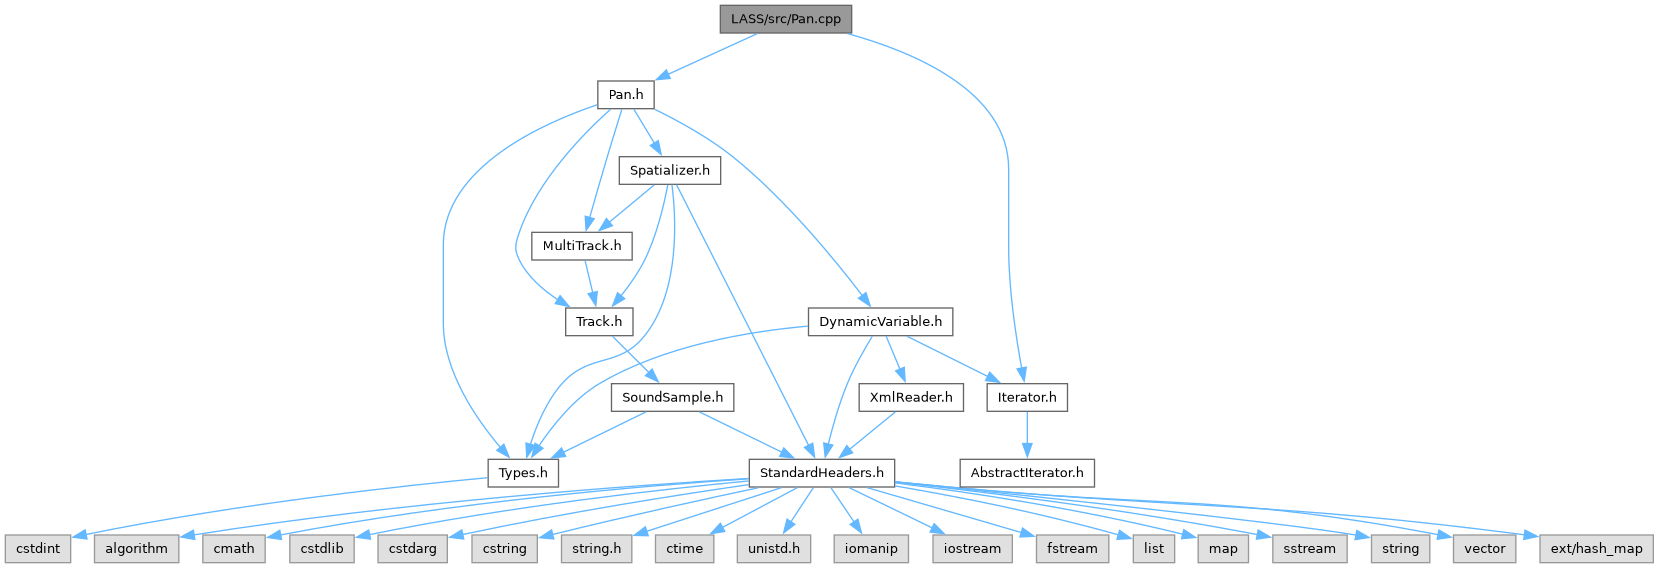 LASS/src/Pan.cpp
Pan.h
Spatializer.h
MultiTrack.h
Track.h
DynamicVariable.h
SoundSample.h
XmlReader.h
Iterator.h
Types.h
StandardHeaders.h
AbstractIterator.h
cstdint
algorithm
cmath
cstdlib
cstdarg
cstring
string.h
ctime
unistd.h
iomanip
iostream
fstream
list
map
sstream
string
vector
ext/hash_map